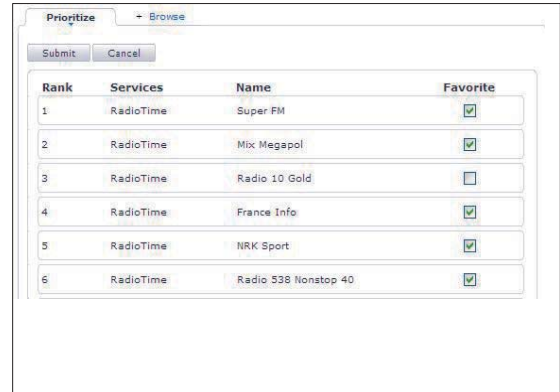 Prioritize + Browse
Submit Cancel
Rank Services Name Favorite
1 RadioTime Super FM
2 RadioTime Mix Megapol
3 RadioTime Radio 10 Gold
4 RadioTime France Info
5 RadioTime NRK Sport
6 RadioTime Radio 538 Nonstop 40